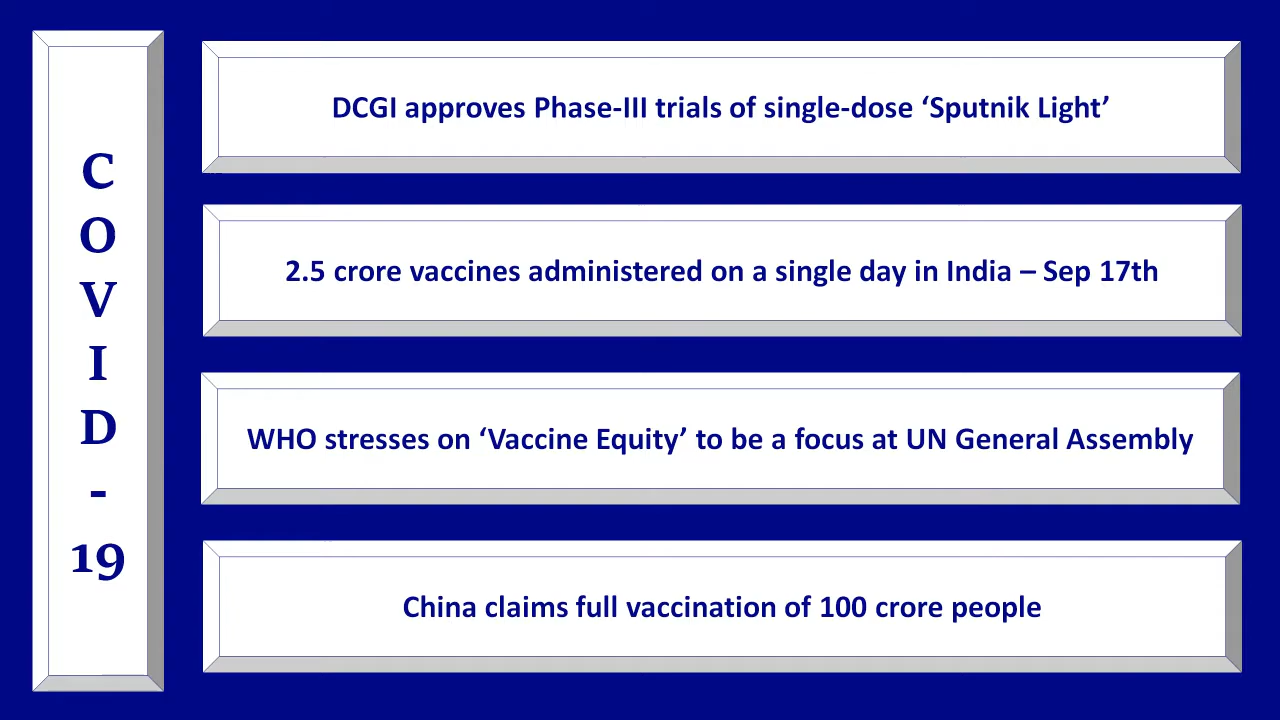 C
O
V
I
D
-
19
DCGI approves Phase-III trials of single-dose ‘Sputnik Light’
2.5 crore vaccines administered on a single day in India – Sep 17th
WHO stresses on ‘Vaccine Equity’ to be a focus at UN General Assembly
China claims full vaccination of 100 crore people